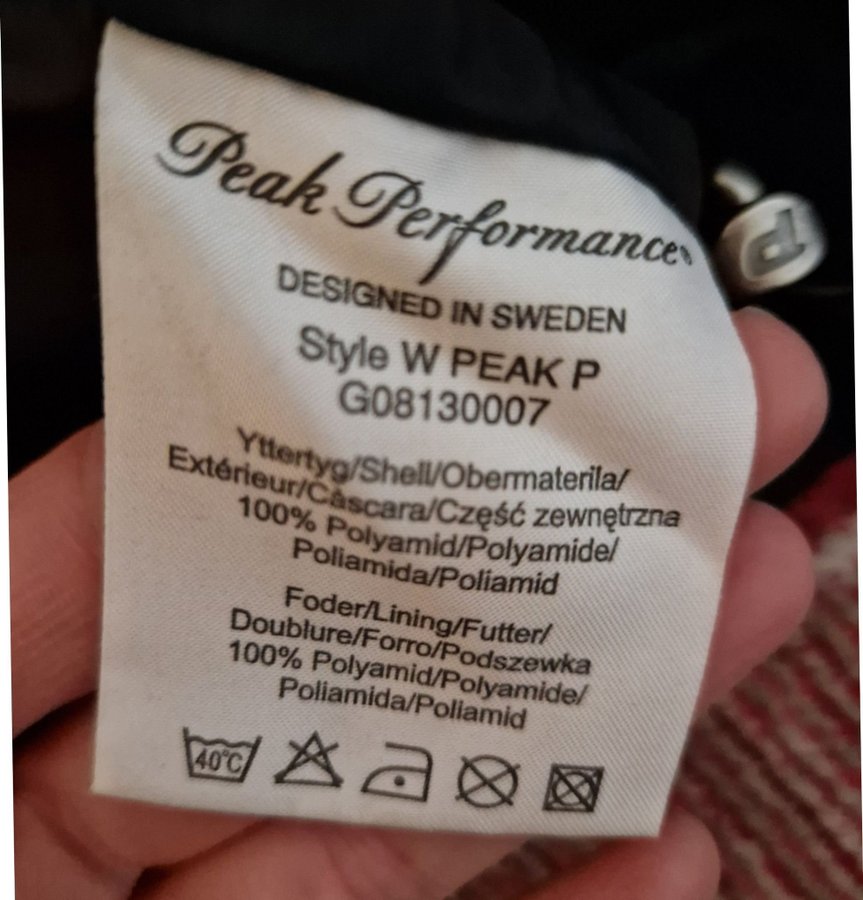 Peak Performance®
DESIGNED IN SWEDEN
Style W PEAK P
G08130007
Yttertyg/Shell/Obermaterila/
Extérieur/Càscara/Część zewnętrzna
100% Polyamid/Polyamide/
Poliamida/Poliamid
Foder/Lining/Futter/
Doublure/Forro/Podszewka
100% Polyamid/Polyamide/
Poliamida/Poliamid
40°C
P